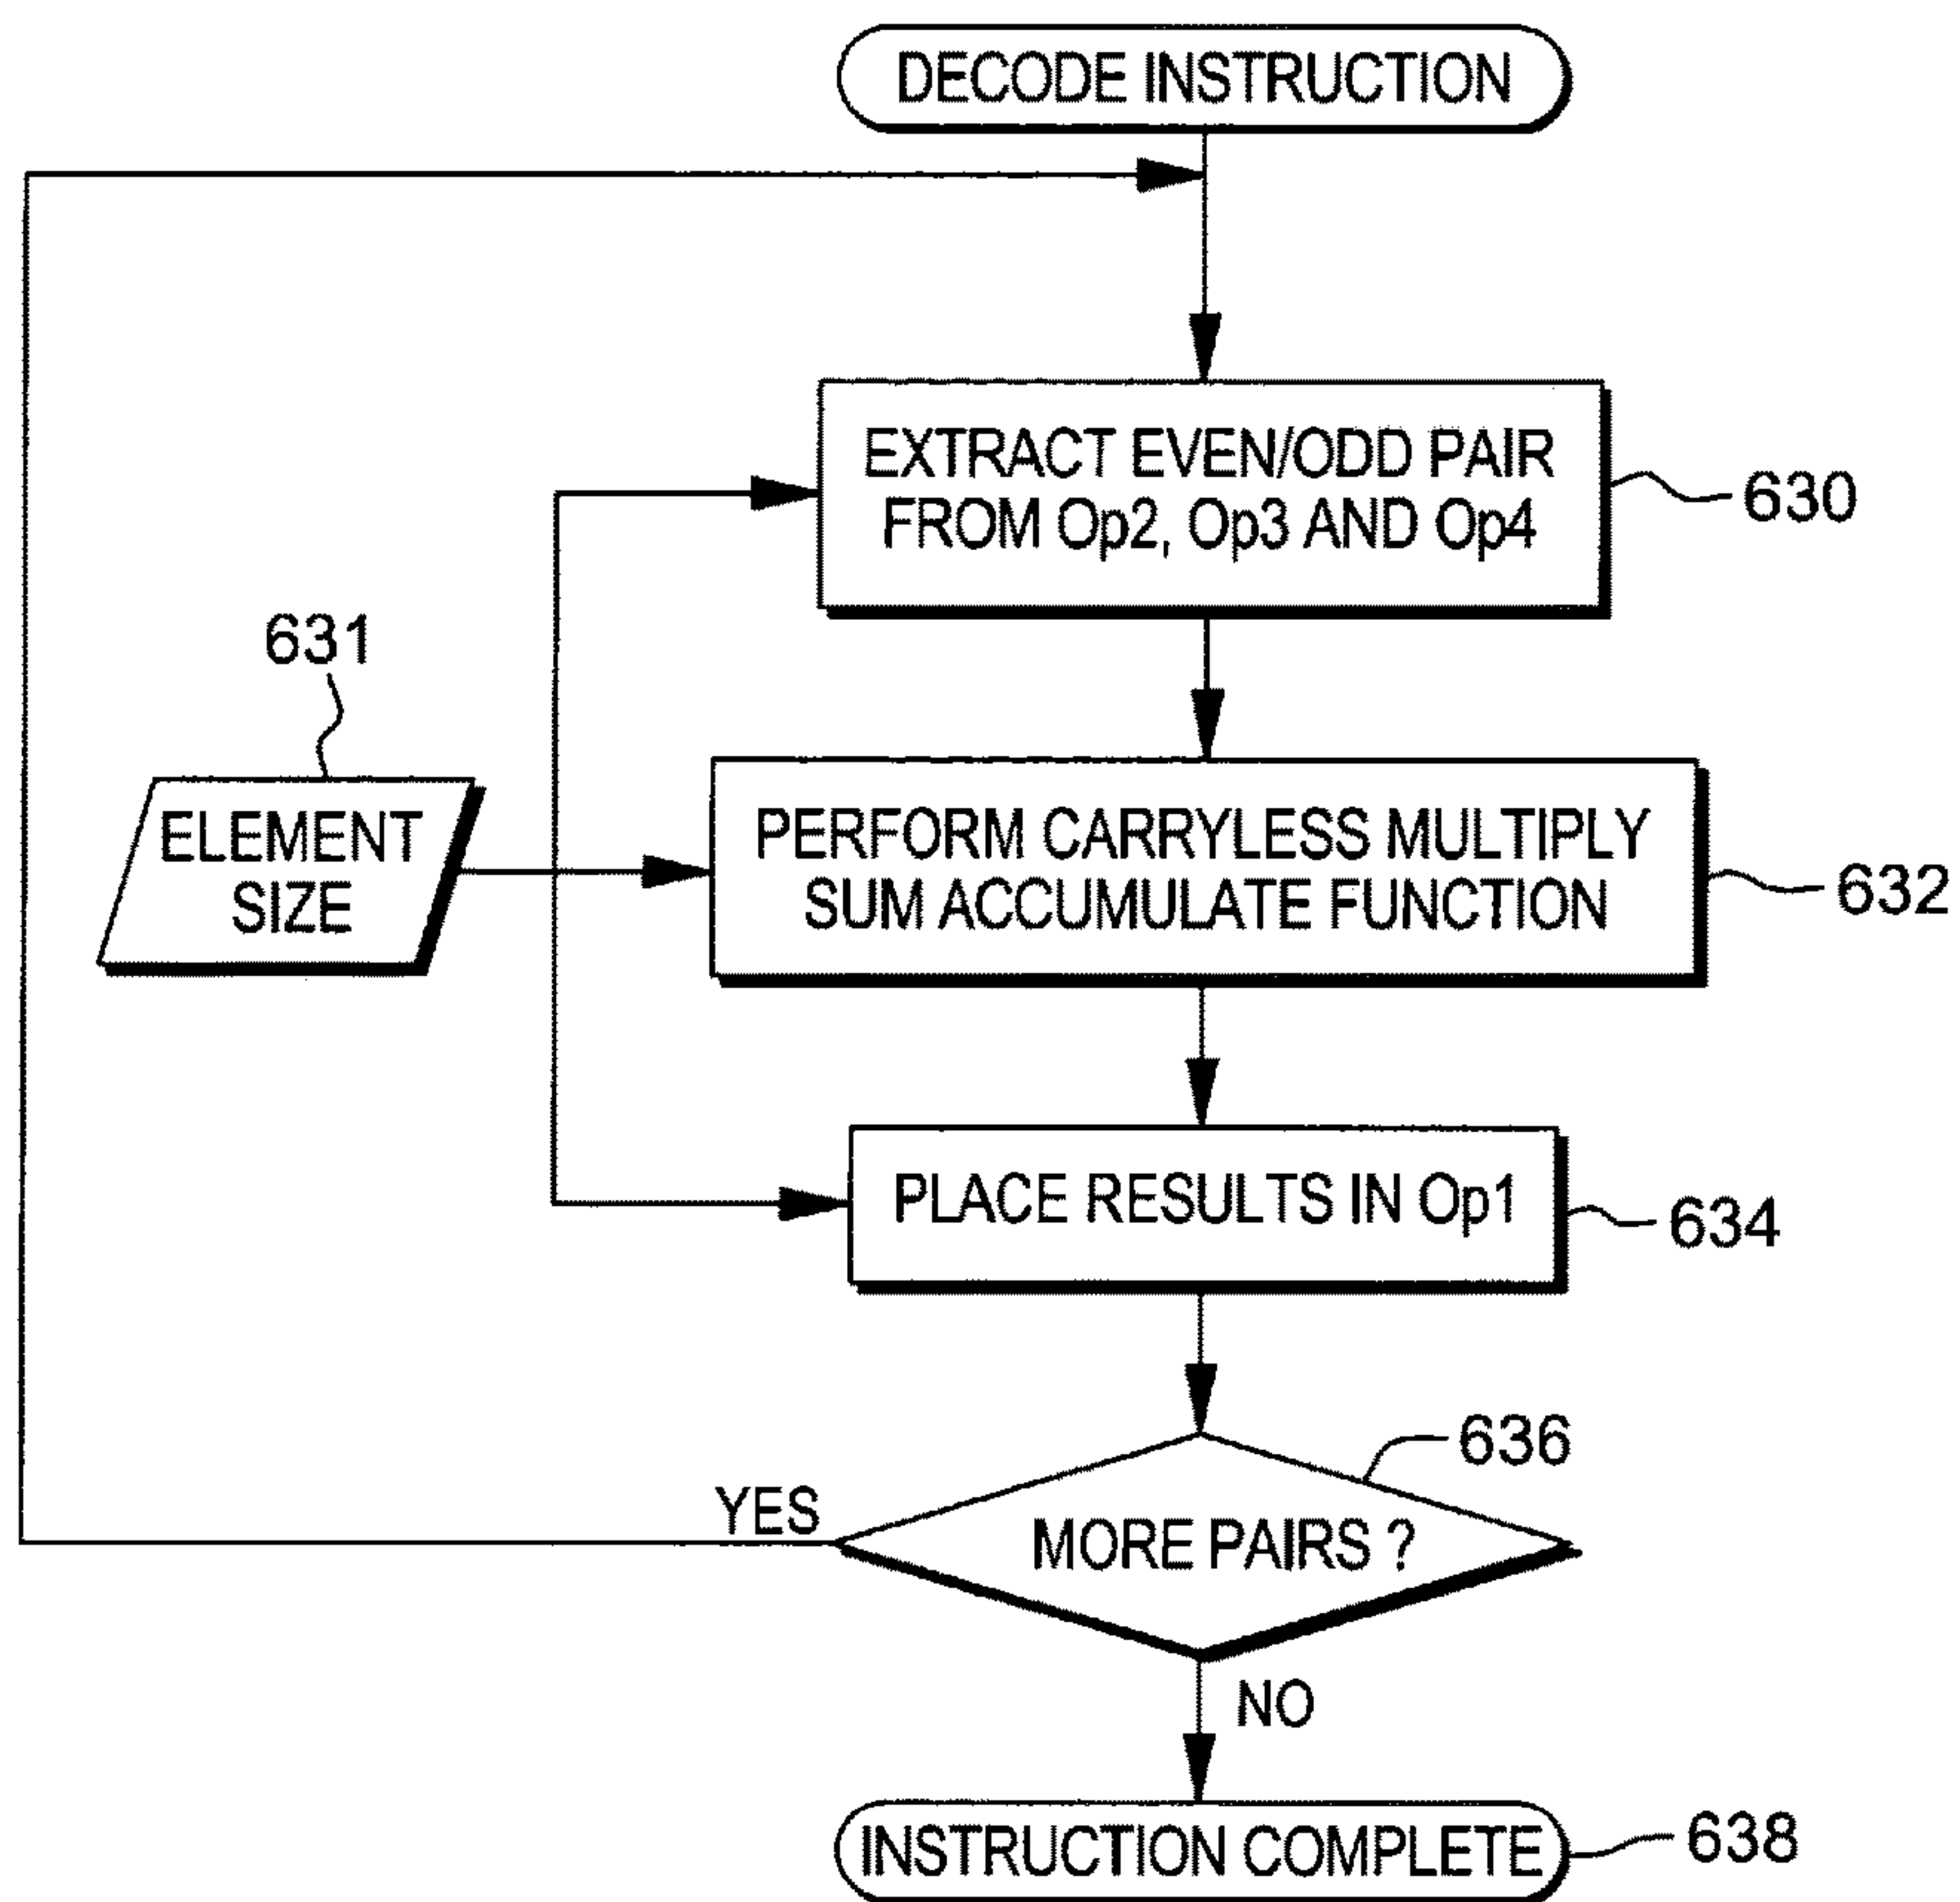 DECODE INSTRUCTION
EXTRACT EVEN/ODD PAIR
FROM Op2, Op3 AND Op4
630
631
ELEMENT
SIZE
PERFORM CARRYLESS MULTIPLY
SUM ACCUMULATE FUNCTION
632
PLACE RESULTS IN Op1
634
636
YES
MORE PAIRS ?
NO
INSTRUCTION COMPLETE
638